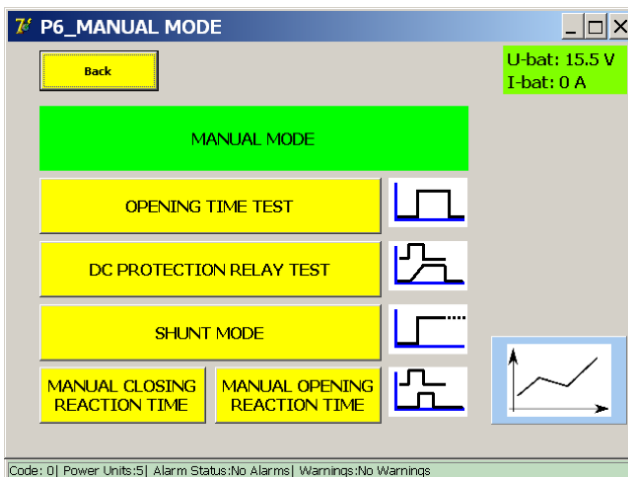 P6_MANUAL MODE
Back
U-bat: 15.5 V
I-bat: 0 A
MANUAL MODE
OPENING TIME TEST
DC PROTECTION RELAY TEST
SHUNT MODE
MANUAL CLOSING
REACTION TIME
MANUAL OPENING
REACTION TIME
Code: 0| Power Units:5| Alarm Status:No Alarms| Warnings:No Warnings